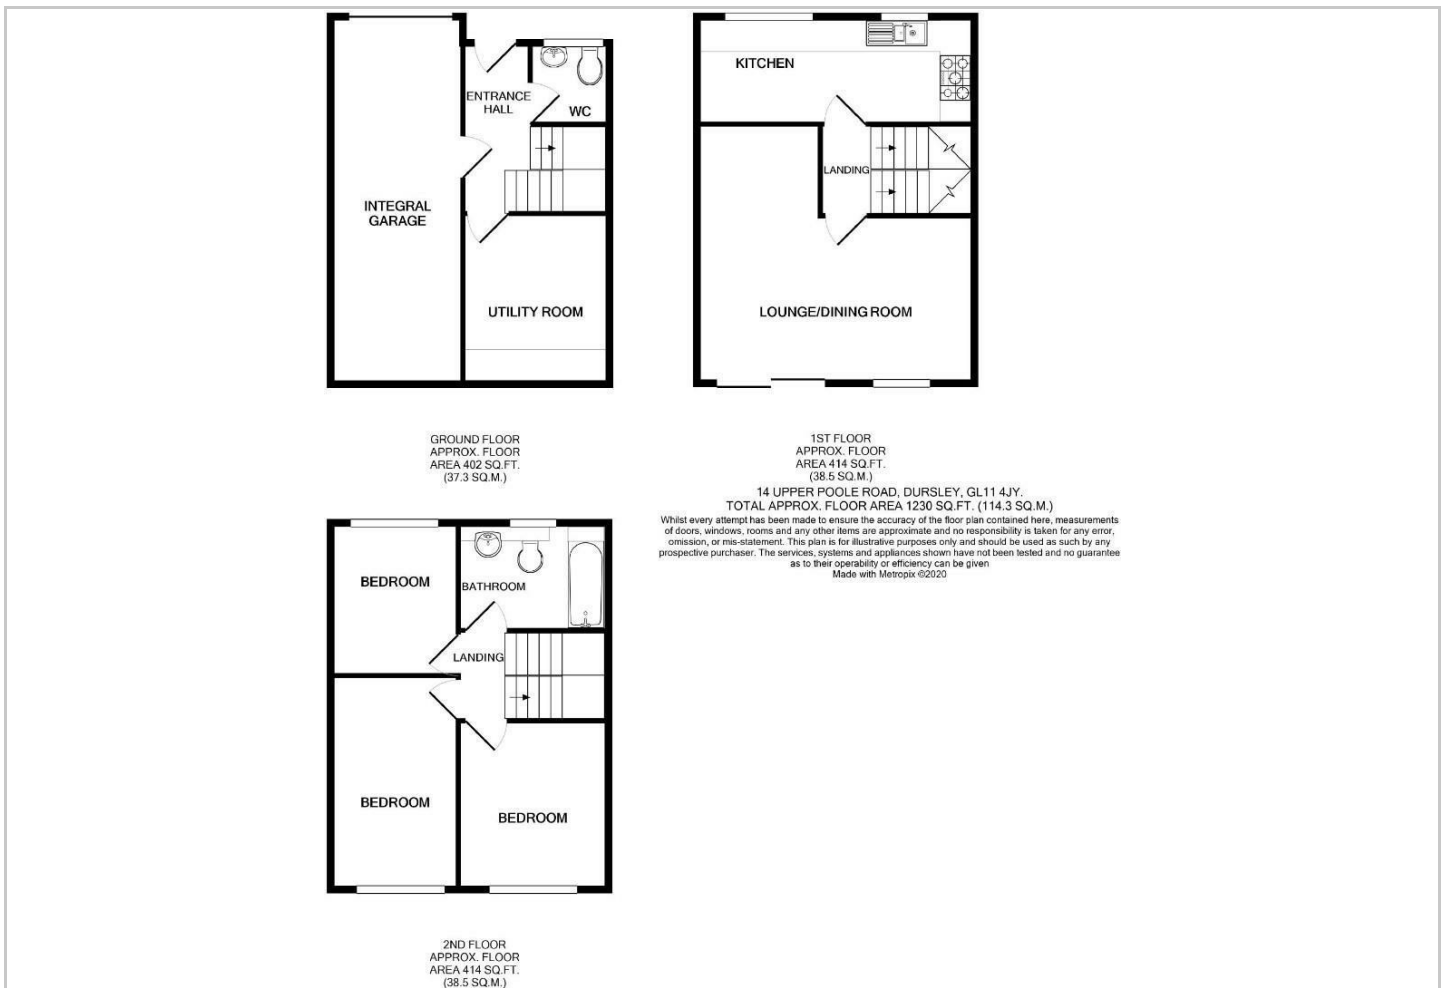 ENTRANCE
HALL
WC
INTEGRAL
GARAGE
UTILITY ROOM
GROUND FLOOR
APPROX. FLOOR
AREA 402 SQ.FT.
(37.3 SQ.M.)
KITCHEN
LANDING
LOUNGE/DINING ROOM
1ST FLOOR
APPROX. FLOOR
AREA 414 SQ.FT.
(38.5 SQ.M.)
14 UPPER POOLE ROAD, DURSLEY, GL11 4JY.
TOTAL APPROX. FLOOR AREA 1230 SQ.FT. (114.3 SQ.M.)
Whilst every attempt has been made to ensure the accuracy of the floor plan contained here, measurements
of doors, windows, rooms and any other items are approximate and no responsibility is taken for any error,
omission, or mis-statement. This plan is for illustrative purposes only and should be used as such by any
prospective purchaser. The services, systems and appliances shown have not been tested and no guarantee
as to their operability or efficiency can be given
Made with Metropix ©2020
BEDROOM
BATHROOM
LANDING
BEDROOM
BEDROOM
2ND FLOOR
APPROX. FLOOR
AREA 414 SQ.FT.
(38.5 SQ.M.)